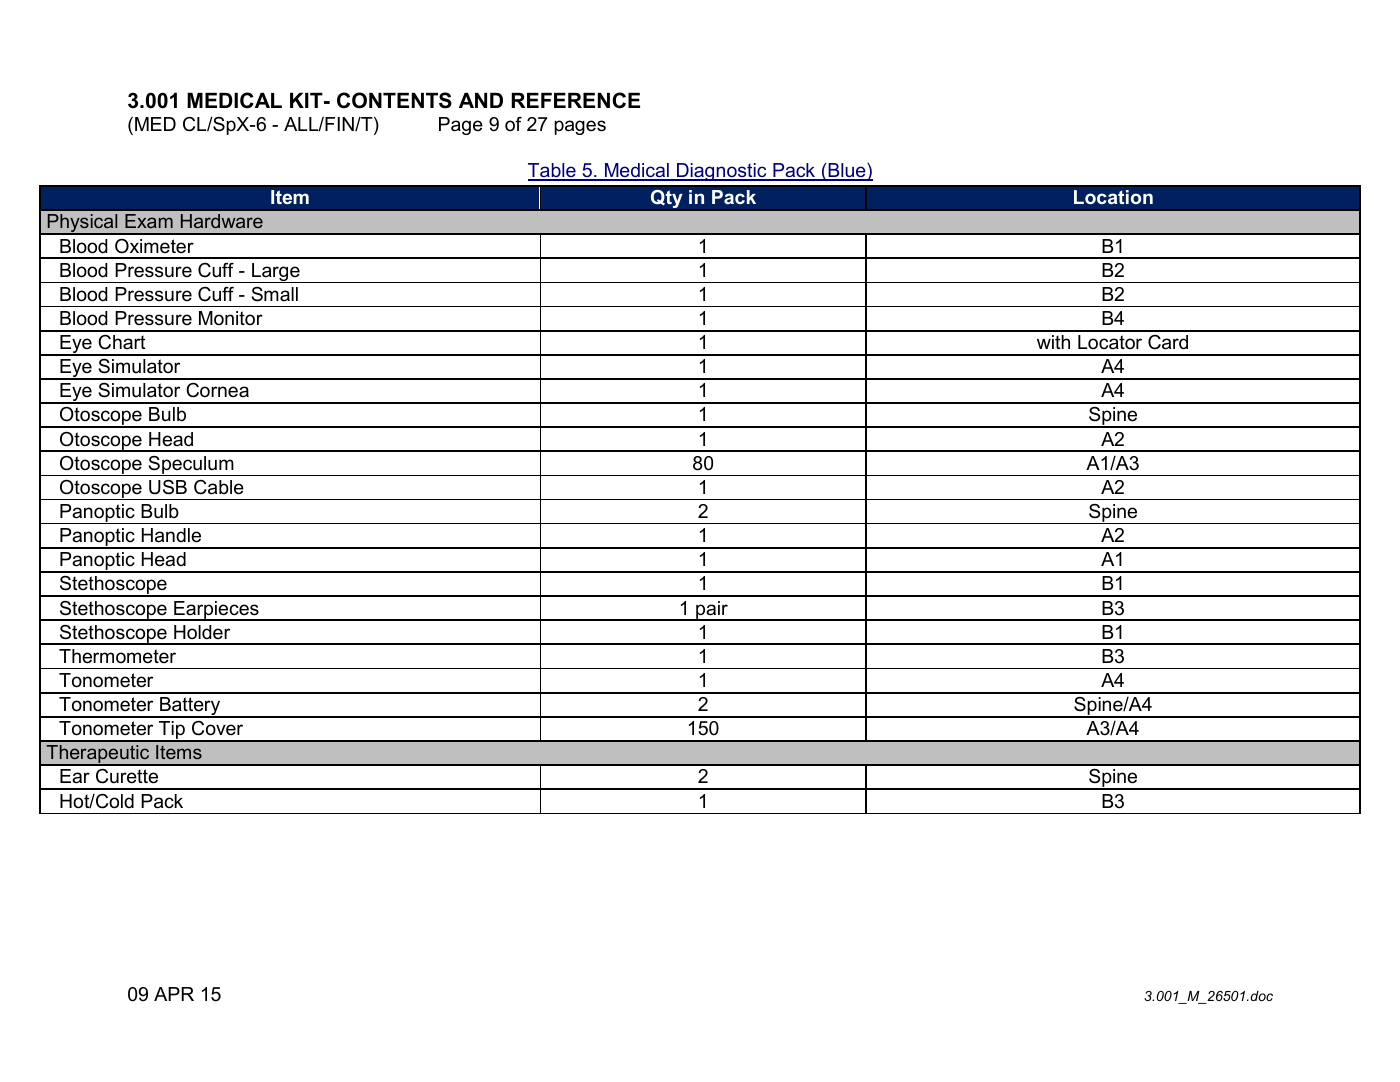 3.001 MEDICAL KIT- CONTENTS AND REFERENCE
(MED CL/SpX-6 - ALL/FIN/T) Page 9 of 27 pages
Table 5. Medical Diagnostic Pack (Blue)
Item Qty in Pack Location
Physical Exam Hardware
Blood Oximeter 1 B1
Blood Pressure Cuff - Large 1 B2
Blood Pressure Cuff - Small 1 B2
Blood Pressure Monitor 1 B4
Eye Chart 1 with Locator Card
Eye Simulator 1 A4
Eye Simulator Cornea 1 A4
Otoscope Bulb 1 Spine
Otoscope Head 1 A2
Otoscope Speculum 80 A1/A3
Otoscope USB Cable 1 A2
Panoptic Bulb 2 Spine
Panoptic Handle 1 A2
Panoptic Head 1 A1
Stethoscope 1 B1
Stethoscope Earpieces 1 pair B3
Stethoscope Holder 1 B1
Thermometer 1 B3
Tonometer 1 A4
Tonometer Battery 2 Spine/A4
Tonometer Tip Cover 150 A3/A4
Therapeutic Items
Ear Curette 2 Spine
Hot/Cold Pack 1 B3
09 APR 15 3.001_M_26501.doc